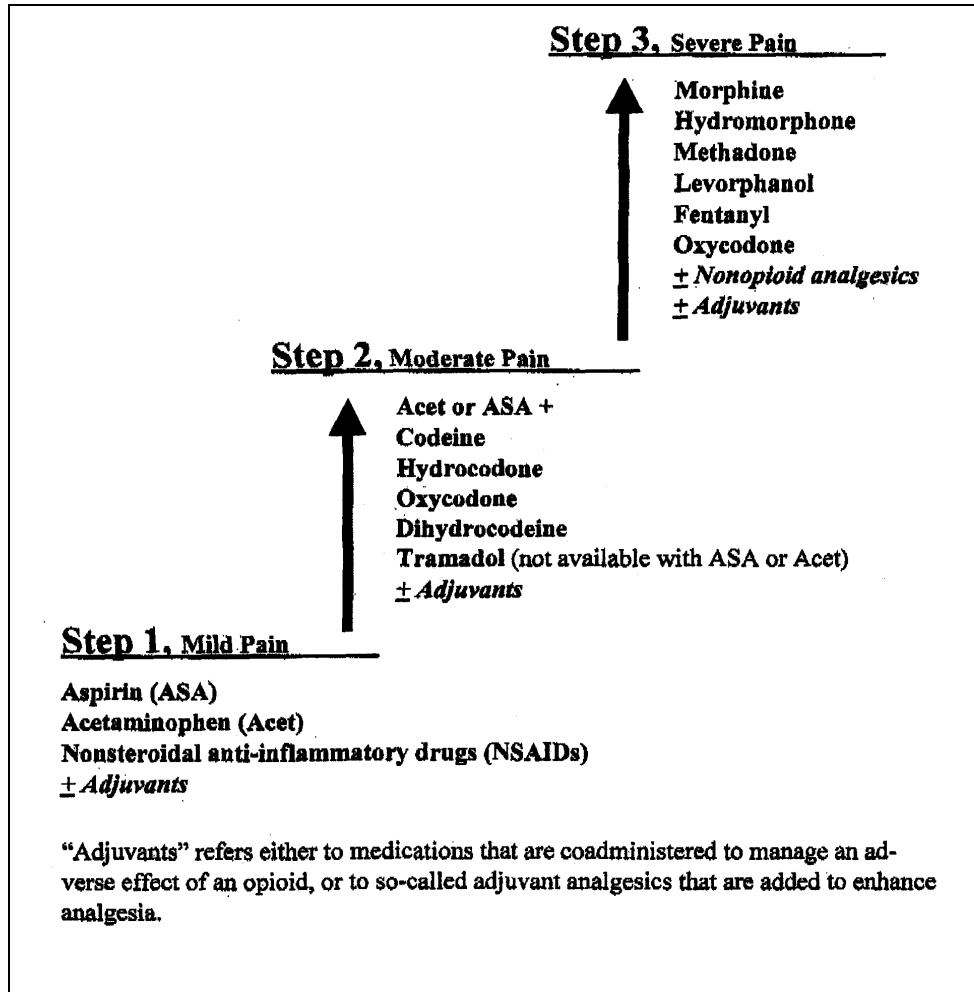 Step 3, Severe Pain
Morphine
Hydromorphone
Methadone
Levorphanol
Fentanyl
Oxycodone
± Nonopioid analgesics
± Adjuvants
Step 2, Moderate Pain
Acet or ASA +
Codeine
Hydrocodone
Oxycodone
Dihydrocodeine
Tramadol (not available with ASA or Acet)
± Adjuvants
Step 1, Mild Pain
Aspirin (ASA)
Acetaminophen (Acet)
Nonsteroidal anti-inflammatory drugs (NSAIDs)
± Adjuvants
“Adjuvants” refers either to medications that are coadministered to manage an ad-
verse effect of an opioid, or to so-called adjuvant analgesics that are added to enhance
analgesia.